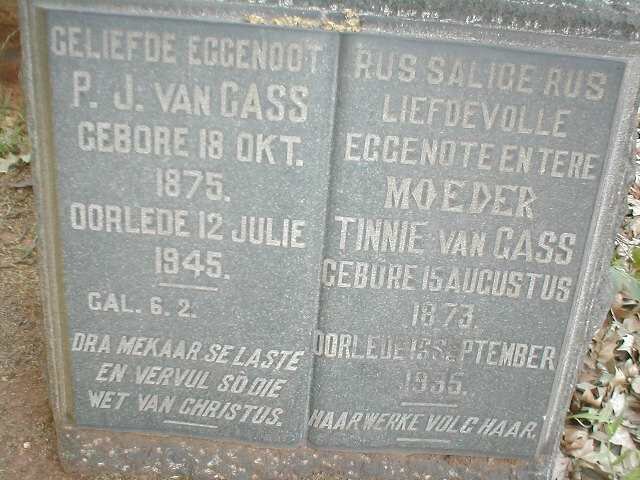 GELIEFDE EGGENOOT
P. J. VAN GASS
GEBORE 18 OKT.
1875.
OORLEDE 12 JULIE
1945.
GAL. 6. 2.
DRA MEKAAR SE LASTE
EN VERVUL SÒ DIE
WET VAN CHRISTUS.
RUS SALIGE RUS
LIEFDEVOLLE
EGGENOTE EN TERE
MOEDER
TINNIE VAN GASS
GEBORE 15 AUGUSTUS
1873.
OORLEDE SEPTEMBER
1935.
HAAR WERKE VOLG HAAR.